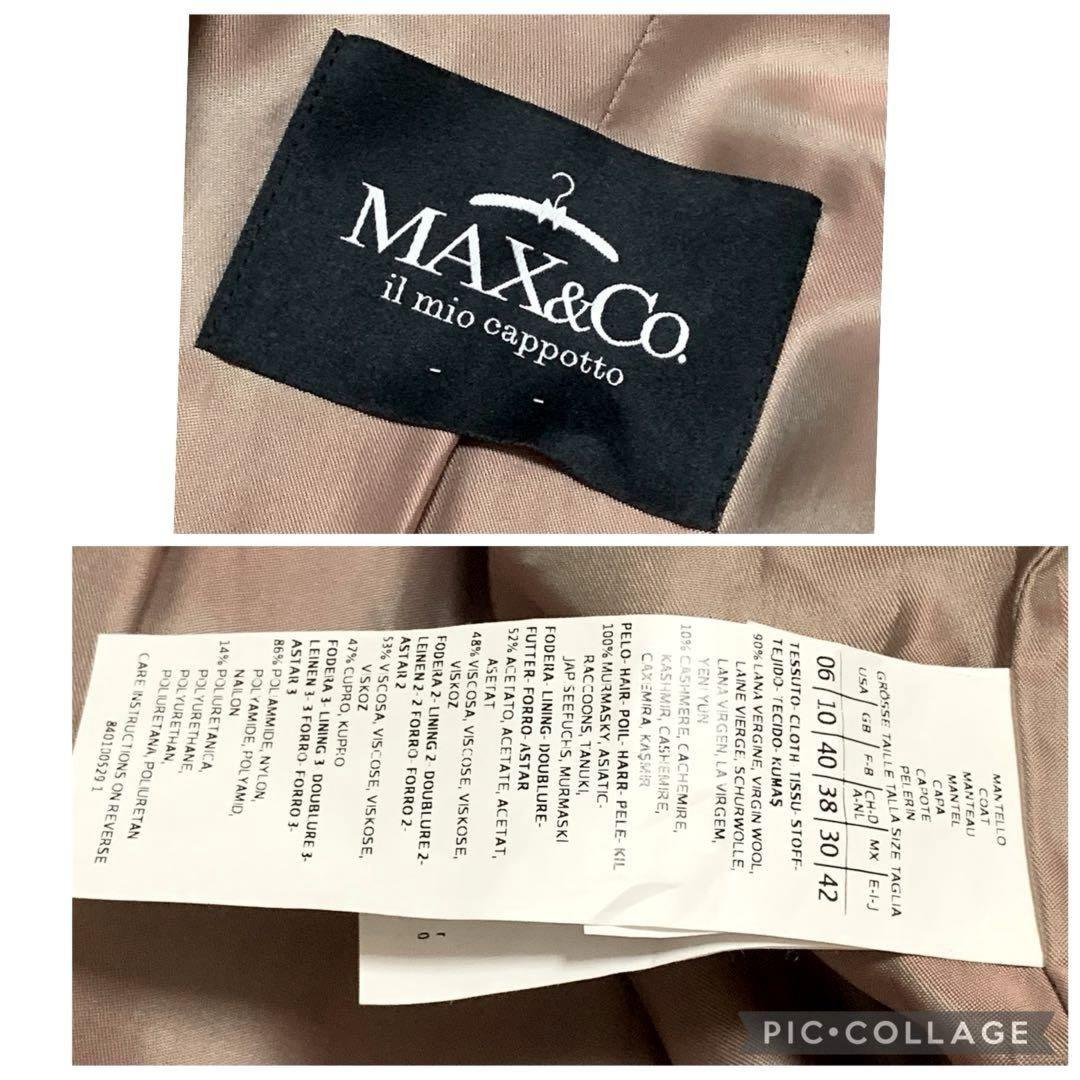 MAX&Co.
il mio cappotto
MANTELLO
COAT
MANTEAU
MANTEL
CAPA
CAPOTE
PELERIN
GRÖSSE TAILLE TALLA SIZE TAGLIA
USA GB F-B CH-D A-NL MX E-I-J
06 10 40 38 30 42
TESSUTO- CLOTH TISSU- STOFF-
TEJIDO- TECIDO- KUMAŞ
90% LANA VERGINE, VIRGIN WOOL,
LAINE VIERGE, SCHURWOLLE,
LANA VIRGEN, LA VIRGEM,
YENI YÜN
10% CASHMERE, CACHEMIRE,
KASHMIR, CASHEMIRE,
CAXEMIRA, KAŞMIR
PELO- HAIR- POIL- HARR- PELE- KIL
100% MURMASKY, ASIATIC-
RACCOONS, TANUKI,
JAP SEEFUCHS, MURMASKI
FODERA- LINING- DOUBLURE-
FUTTER- FORRO- ASTAR
52% ACETATO, ACETATE, ACETAT,
ASETAT
48% VISCOSA, VISCOSE, VISKOSE,
VISKOZ
FODERA 2- LINING 2- DOUBLURE 2-
LEINEN 2- 2 FORRO- FORRO 2-
ASTAR 2
53% VISCOSA, VISCOSE, VISKOSE,
VISKOZ
47% CUPRO, KUPRO
FODERA 3- LINING 3- DOUBLURE 3-
LEINEN 3- 3 FORRO- FORRO 3-
ASTAR 3
86% POLIAMMIDE, NYLON,
POLYAMIDE, POLYAMID,
NAILON
14% POLIURETANICA,
POLYURETHANE,
POLYURETHAN,
POLIURETANA, POLIURETAN
CARE INSTRUCTIONS ON REVERSE
840100529 1
PIC•COLLAGE